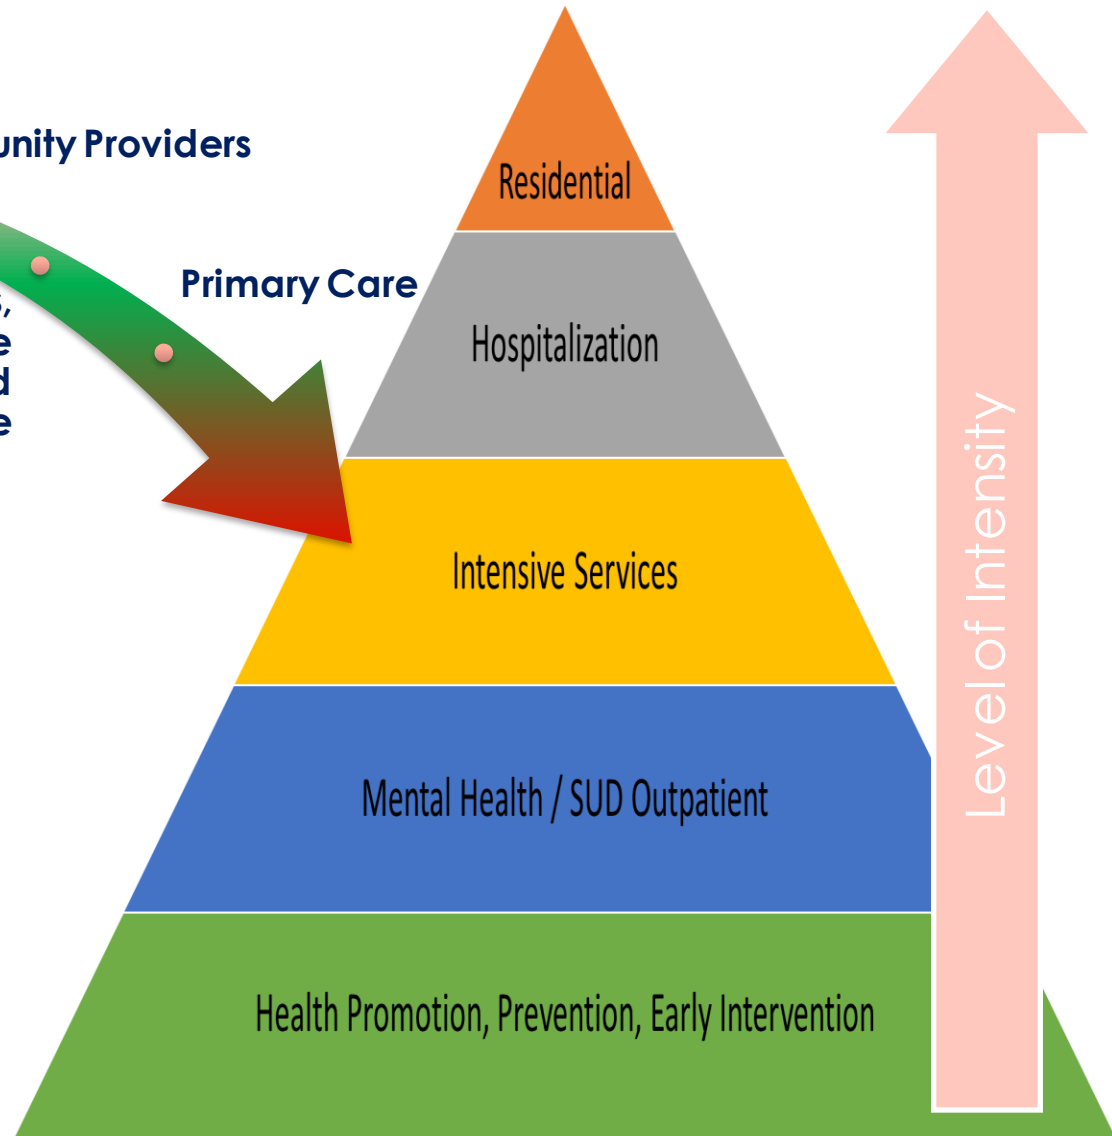 Providers
Residential
Primary Care
Hospitalization
Intensive Services
Level of Intensity
Mental Health / SUD Outpatient
Health Promotion, Prevention, Early Intervention